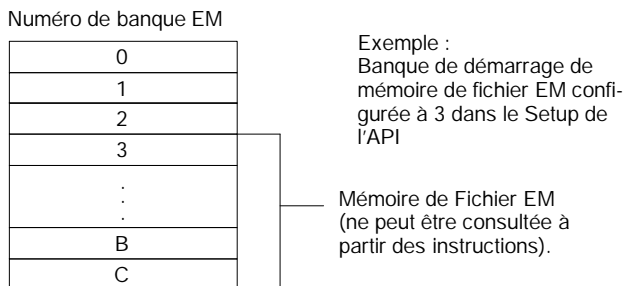 Numéro de banque EM
0
1
2
3
.
.
.
B
C
Exemple :
Banque de démarrage de
mémoire de fichier EM confi-
gurée à 3 dans le Setup de
l'API
Mémoire de Fichier EM
(ne peut être consultée à
partir des instructions).